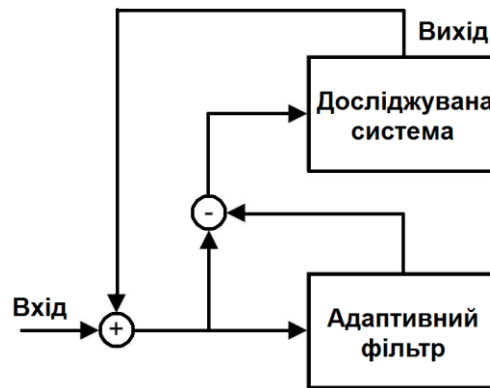 Вихід
Досліджувана
система
-
Вхід
+
Адаптивний
фільтр